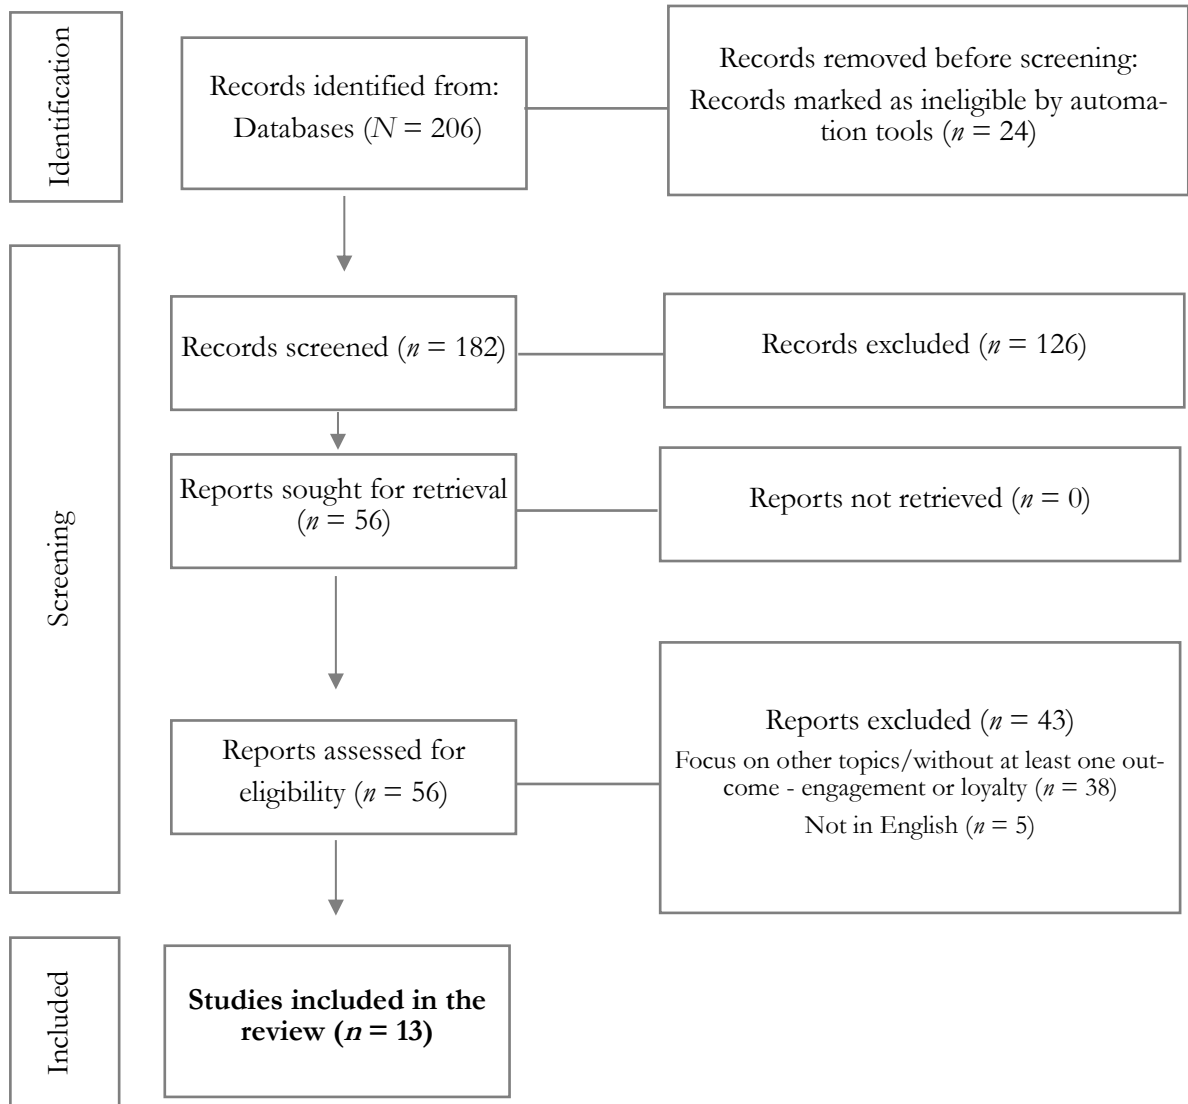 Identification
Records identified from:
Databases (N = 206)
Records removed before screening:
Records marked as ineligible by automa-
tion tools (n = 24)
Screening
Records screened (n = 182)
Records excluded (n = 126)
Reports sought for retrieval
(n = 56)
Reports not retrieved (n = 0)
Reports assessed for
eligibility (n = 56)
Reports excluded (n = 43)
Focus on other topics/without at least one out-
come - engagement or loyalty (n = 38)
Not in English (n = 5)
Included
Studies included in the
review (n = 13)